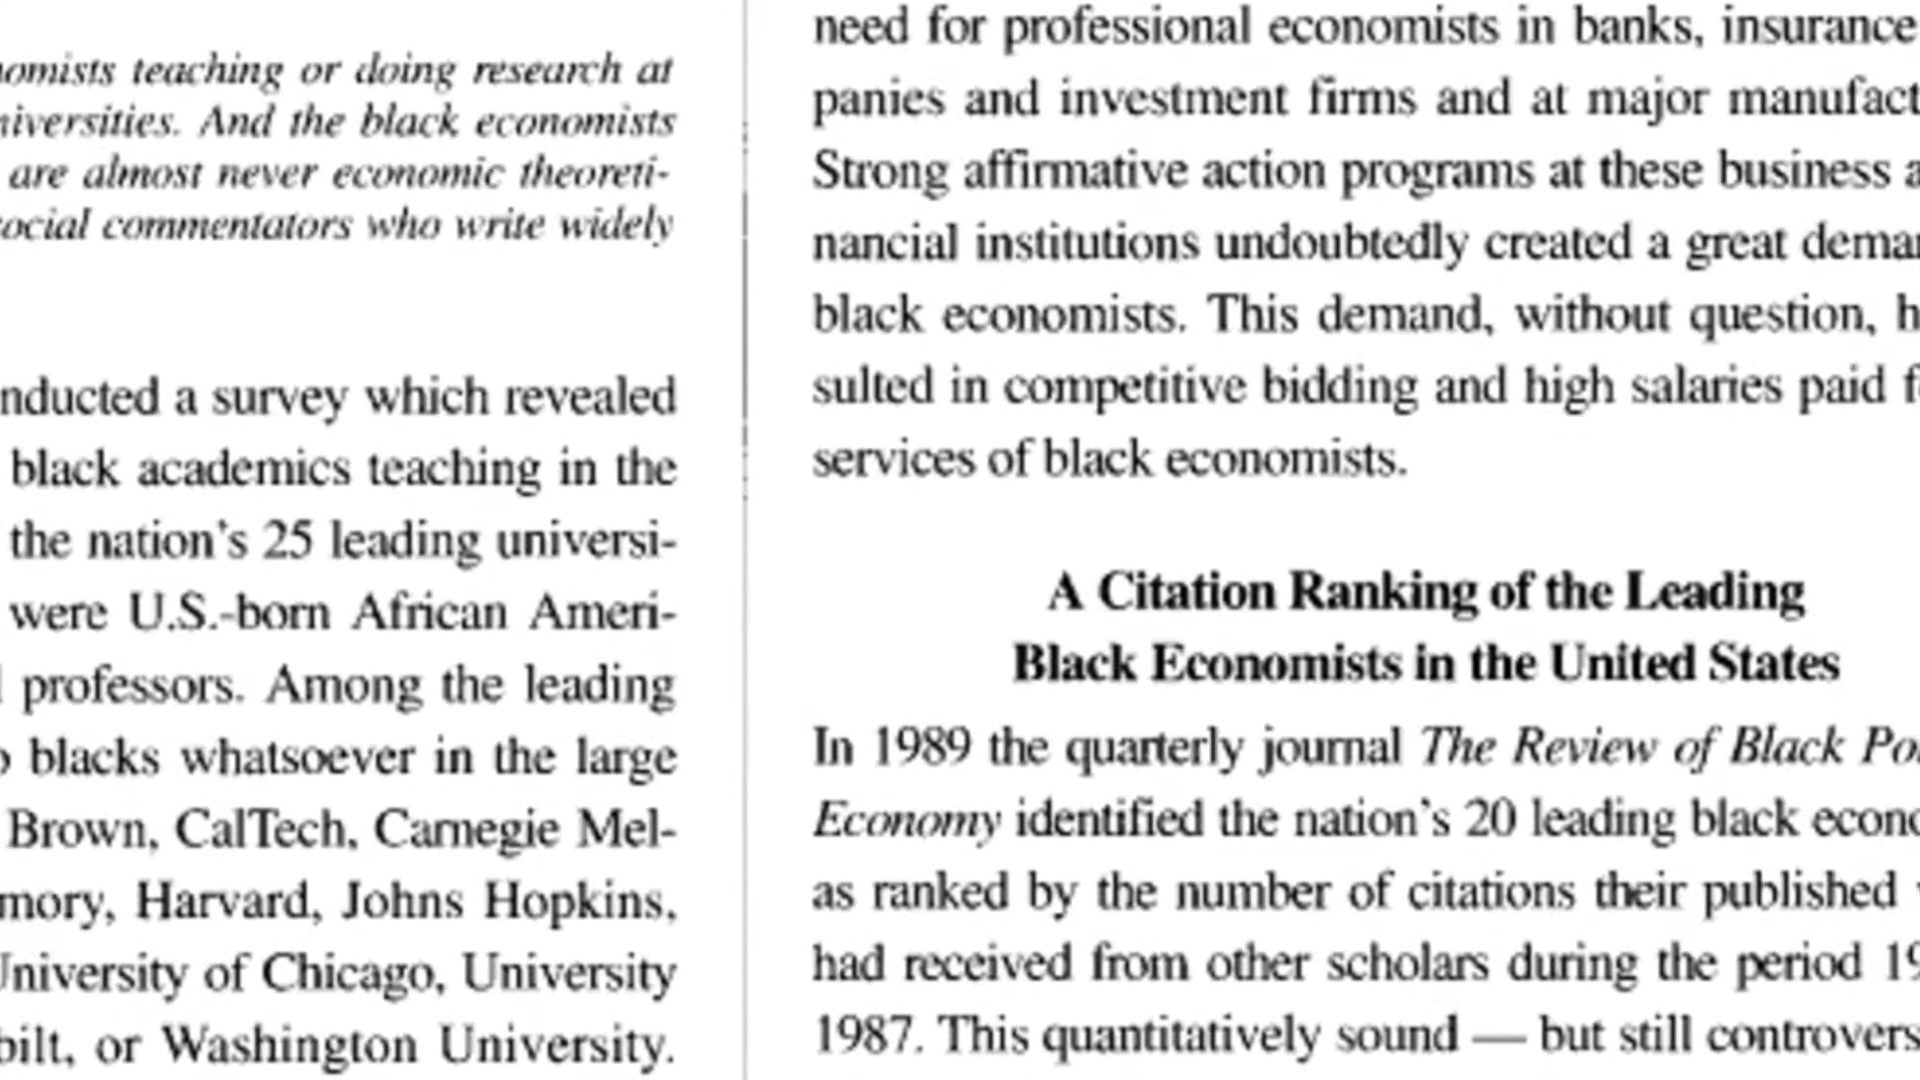 omists teaching or doing research at
iversities. And the black economists
are almost never economic theoreti-
ocial commentators who write widely
nducted a survey which revealed
black academics teaching in the
the nation's 25 leading universi-
were U.S.-born African Ameri-
professors. Among the leading
blacks whatsoever in the large
Brown, CalTech, Carnegie Mel-
mory, Harvard, Johns Hopkins,
University of Chicago, University
bilt, or Washington University.
need for professional economists in banks, insurance
panies and investment firms and at major manufact
Strong affirmative action programs at these business a
nancial institutions undoubtedly created a great deman
black economists. This demand, without question, h
sulted in competitive bidding and high salaries paid f
services of black economists.
A Citation Ranking of the Leading
Black Economists in the United States
In 1989 the quarterly journal The Review of Black Pol
Economy identified the nation's 20 leading black econo
as ranked by the number of citations their published
had received from other scholars during the period 19
1987. This quantitatively sound — but still controvers